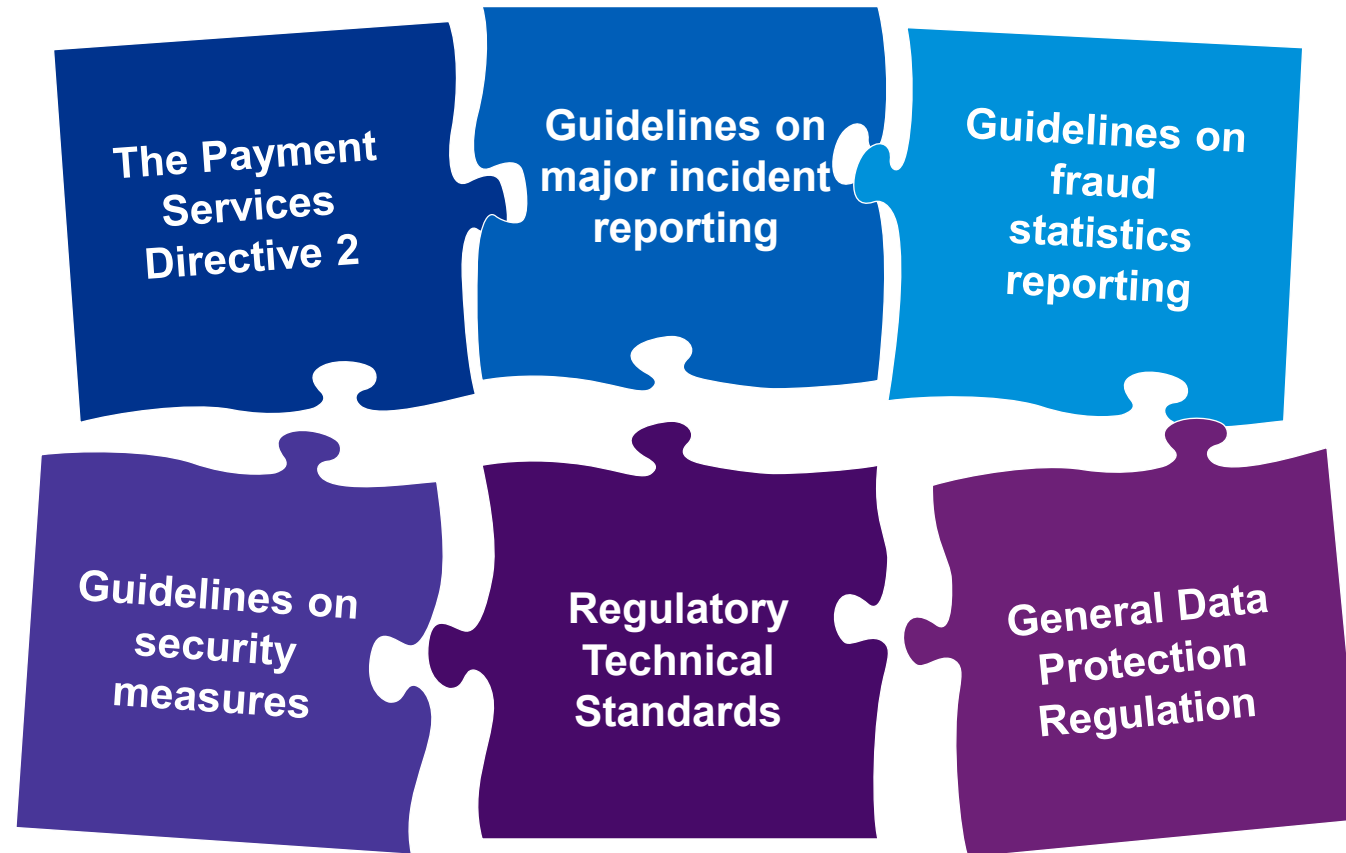 The Payment
Services
Directive 2
Guidelines on
major incident
reporting
Guidelines on
fraud
statistics
reporting
Guidelines on
security
measures
Regulatory
Technical
Standards
General Data
Protection
Regulation